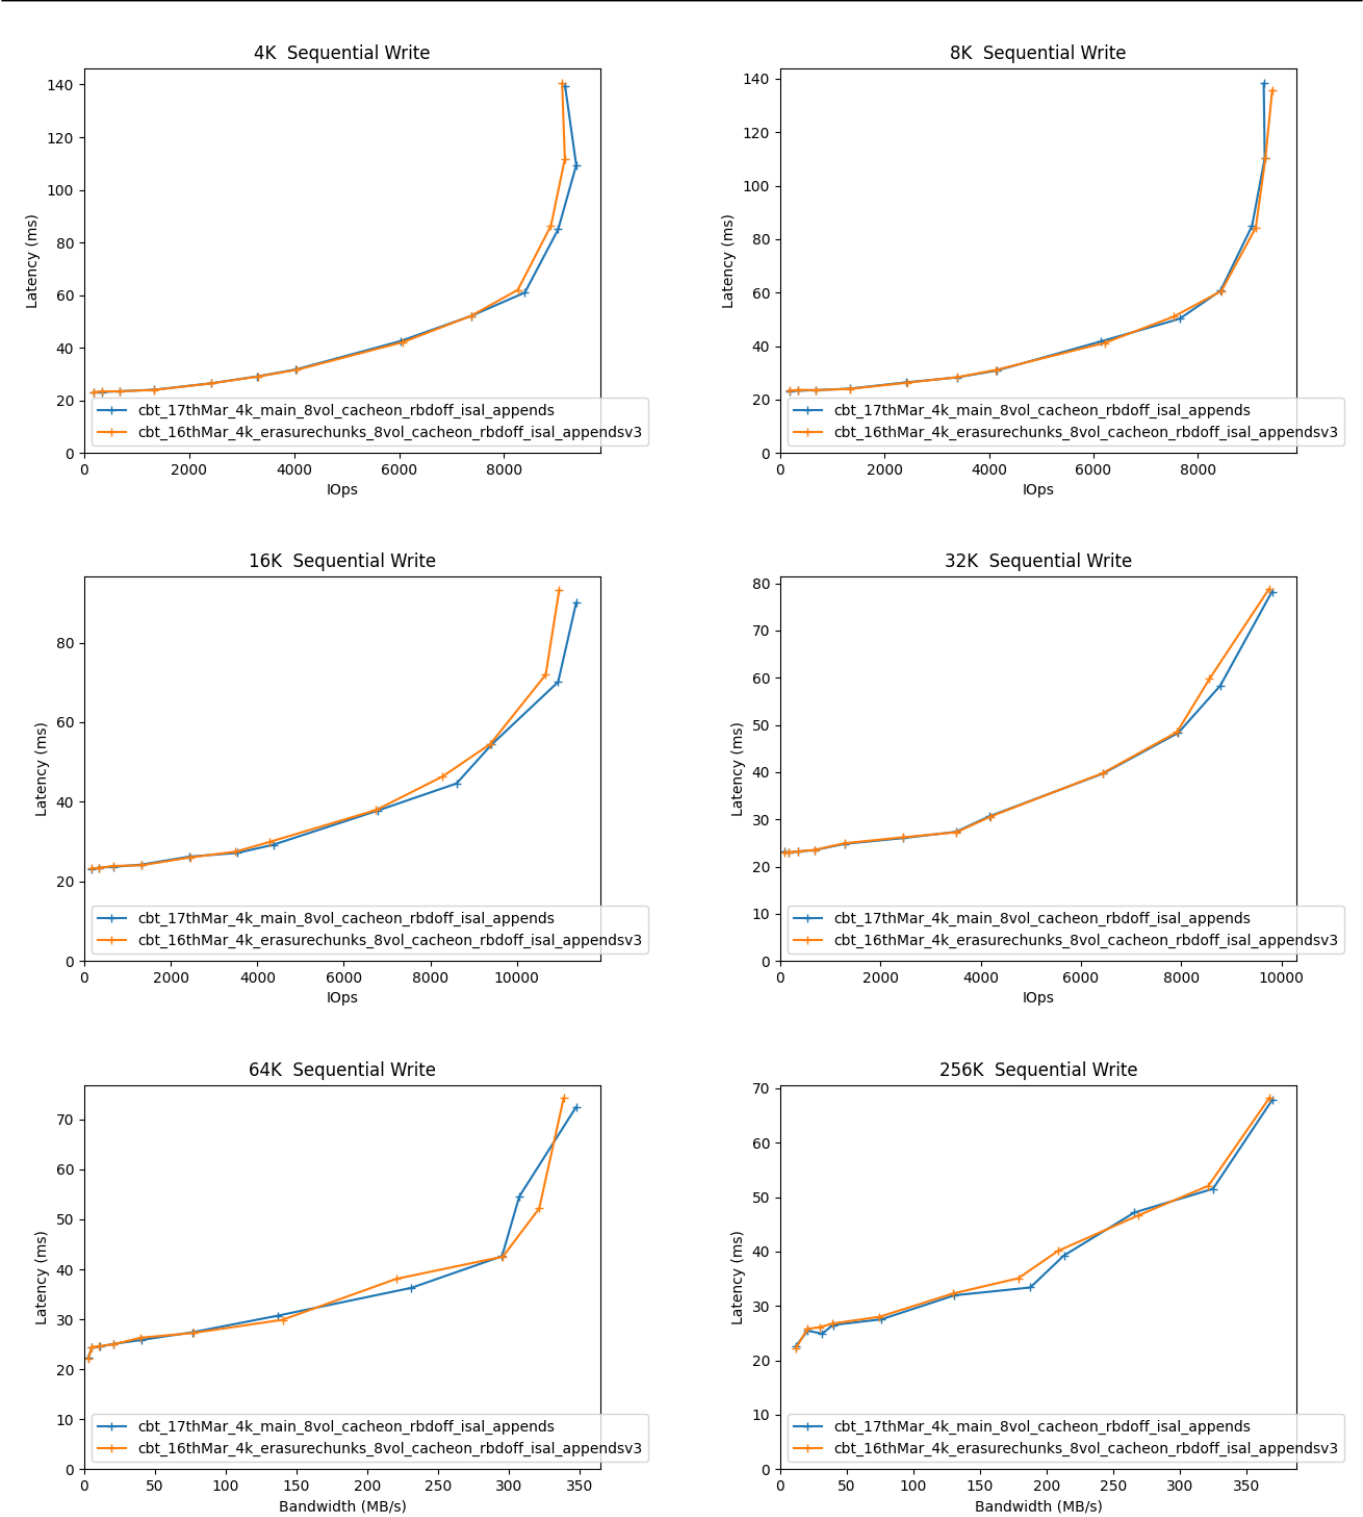 4K  Sequential Write
Latency (ms)
140
120
100
80
60
40
20
0
cbt_17thMar_4k_main_8vol_cacheon_rbdoff_isal_appends
cbt_16thMar_4k_erasurechunks_8vol_cacheon_rbdoff_isal_appendsv3
0 2000 4000 6000 8000
IOps
8K  Sequential Write
Latency (ms)
140
120
100
80
60
40
20
0
cbt_17thMar_4k_main_8vol_cacheon_rbdoff_isal_appends
cbt_16thMar_4k_erasurechunks_8vol_cacheon_rbdoff_isal_appendsv3
0 2000 4000 6000 8000
IOps
16K  Sequential Write
Latency (ms)
80
60
40
20
0
cbt_17thMar_4k_main_8vol_cacheon_rbdoff_isal_appends
cbt_16thMar_4k_erasurechunks_8vol_cacheon_rbdoff_isal_appendsv3
0 2000 4000 6000 8000 10000
IOps
32K  Sequential Write
Latency (ms)
80
70
60
50
40
30
20
10
0
cbt_17thMar_4k_main_8vol_cacheon_rbdoff_isal_appends
cbt_16thMar_4k_erasurechunks_8vol_cacheon_rbdoff_isal_appendsv3
0 2000 4000 6000 8000 10000
IOps
64K  Sequential Write
Latency (ms)
70
60
50
40
30
20
10
0
cbt_17thMar_4k_main_8vol_cacheon_rbdoff_isal_appends
cbt_16thMar_4k_erasurechunks_8vol_cacheon_rbdoff_isal_appendsv3
0 50 100 150 200 250 300 350
Bandwidth (MB/s)
256K  Sequential Write
Latency (ms)
70
60
50
40
30
20
10
0
cbt_17thMar_4k_main_8vol_cacheon_rbdoff_isal_appends
cbt_16thMar_4k_erasurechunks_8vol_cacheon_rbdoff_isal_appendsv3
0 50 100 150 200 250 300 350
Bandwidth (MB/s)